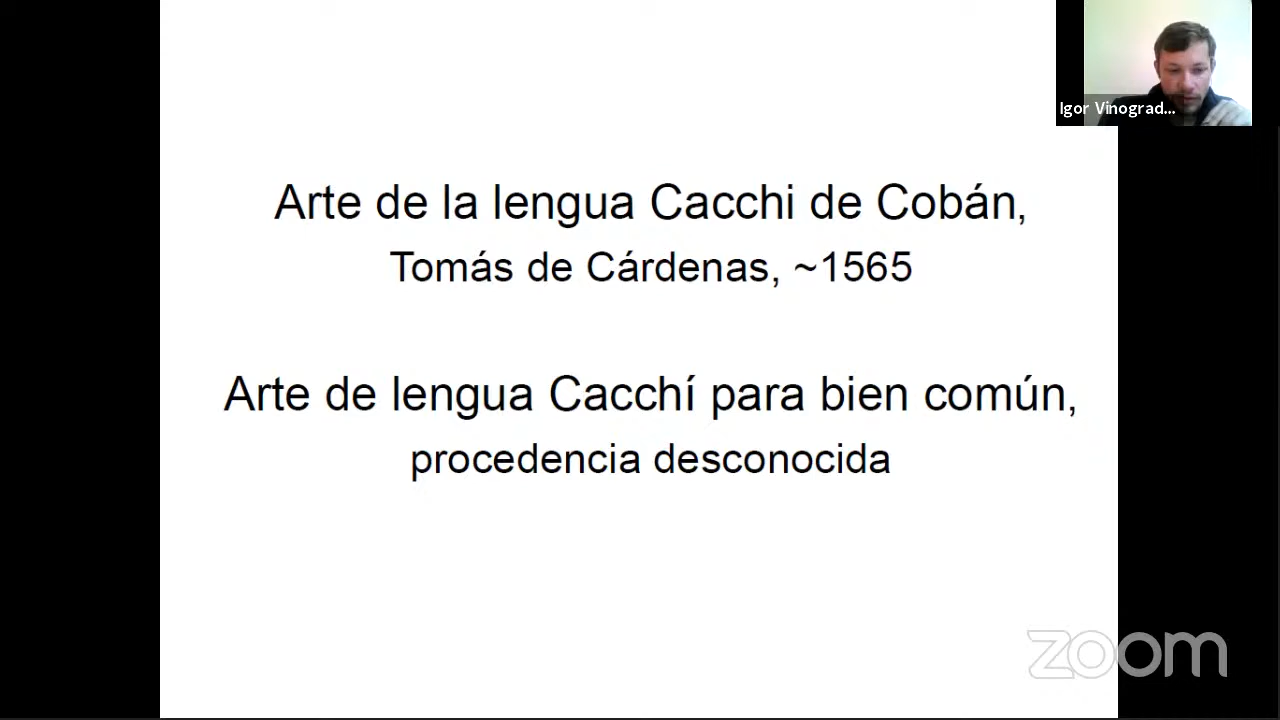 Igor Vinograd...
Arte de la lengua Cacchi de Cobán,
Tomás de Cárdenas, ~1565
Arte de lengua Cacchí para bien común,
procedencia desconocida
zoom